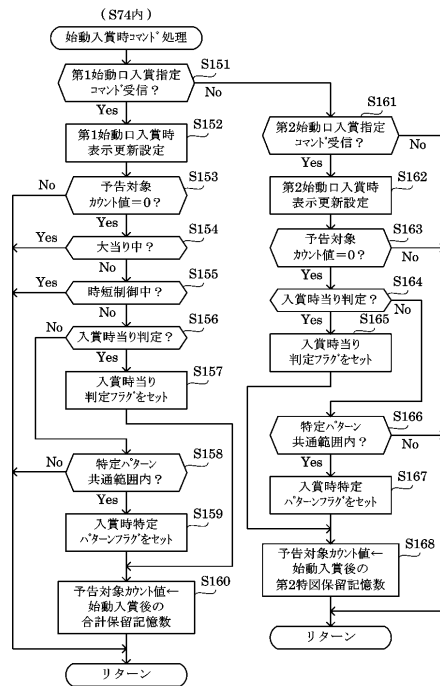 (S74内)
始動入賞時コマンド処理
S151
第1始動口入賞指定
コマンド受信?
No
Yes
S152
第1始動口入賞時
表示更新設定
S153
No
予告対象
カウント値=0?
Yes
S154
Yes
大当り中?
No
S155
Yes
時短制御中?
No
S156
No
入賞時当り判定?
Yes
S157
入賞時当り
判定フラグをセット
S158
No
特定パターン
共通範囲内?
Yes
S159
入賞時特定
パターンフラグをセット
S160
予告対象カウント値←
始動入賞後の
合計保留記憶数
リターン
S161
第2始動口入賞指定
コマンド受信?
No
Yes
S162
第2始動口入賞時
表示更新設定
S163
予告対象
カウント値=0?
No
Yes
S164
入賞時当り判定?
No
Yes
S165
入賞時当り
判定フラグをセット
S166
特定パターン
共通範囲内?
No
Yes
S167
入賞時特定
パターンフラグをセット
S168
予告対象カウント値←
始動入賞後の
第2特図保留記憶数
リターン